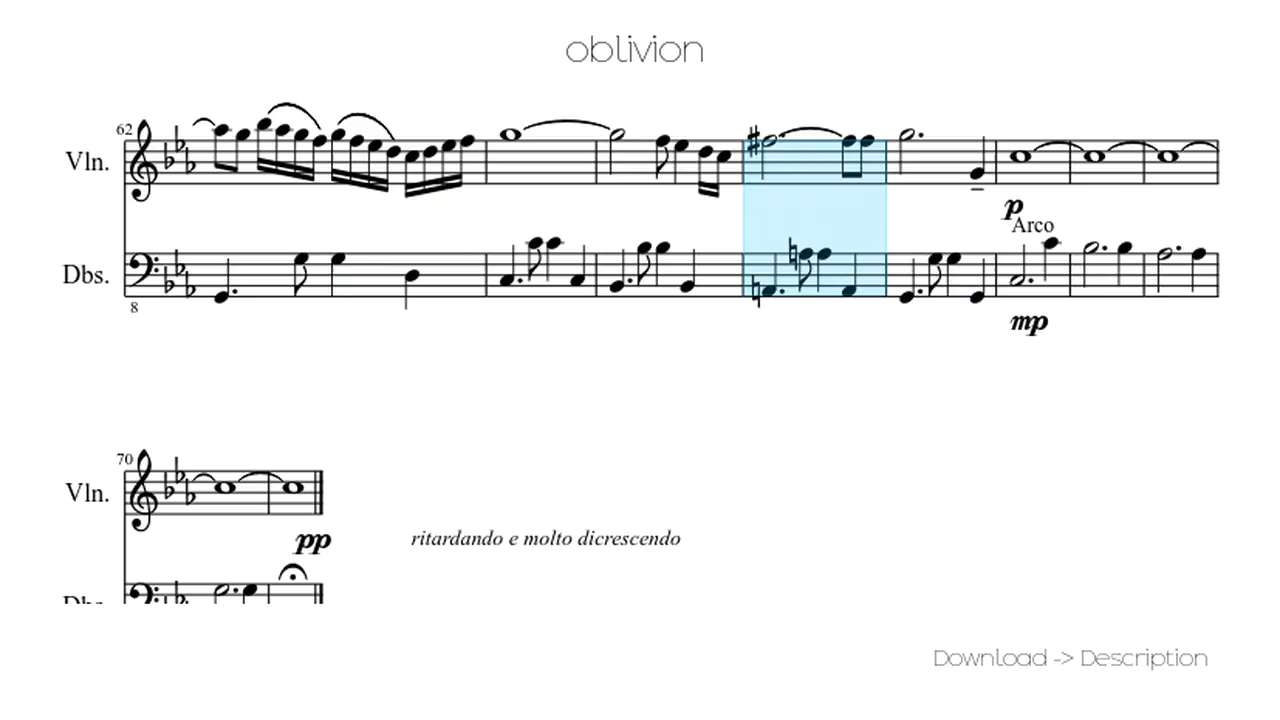 oblivion
62
Vln.
p
Arco
Dbs.
8
mp
70
Vln.
pp
ritardando e molto dicrescendo
Dbs.
Download -> Description